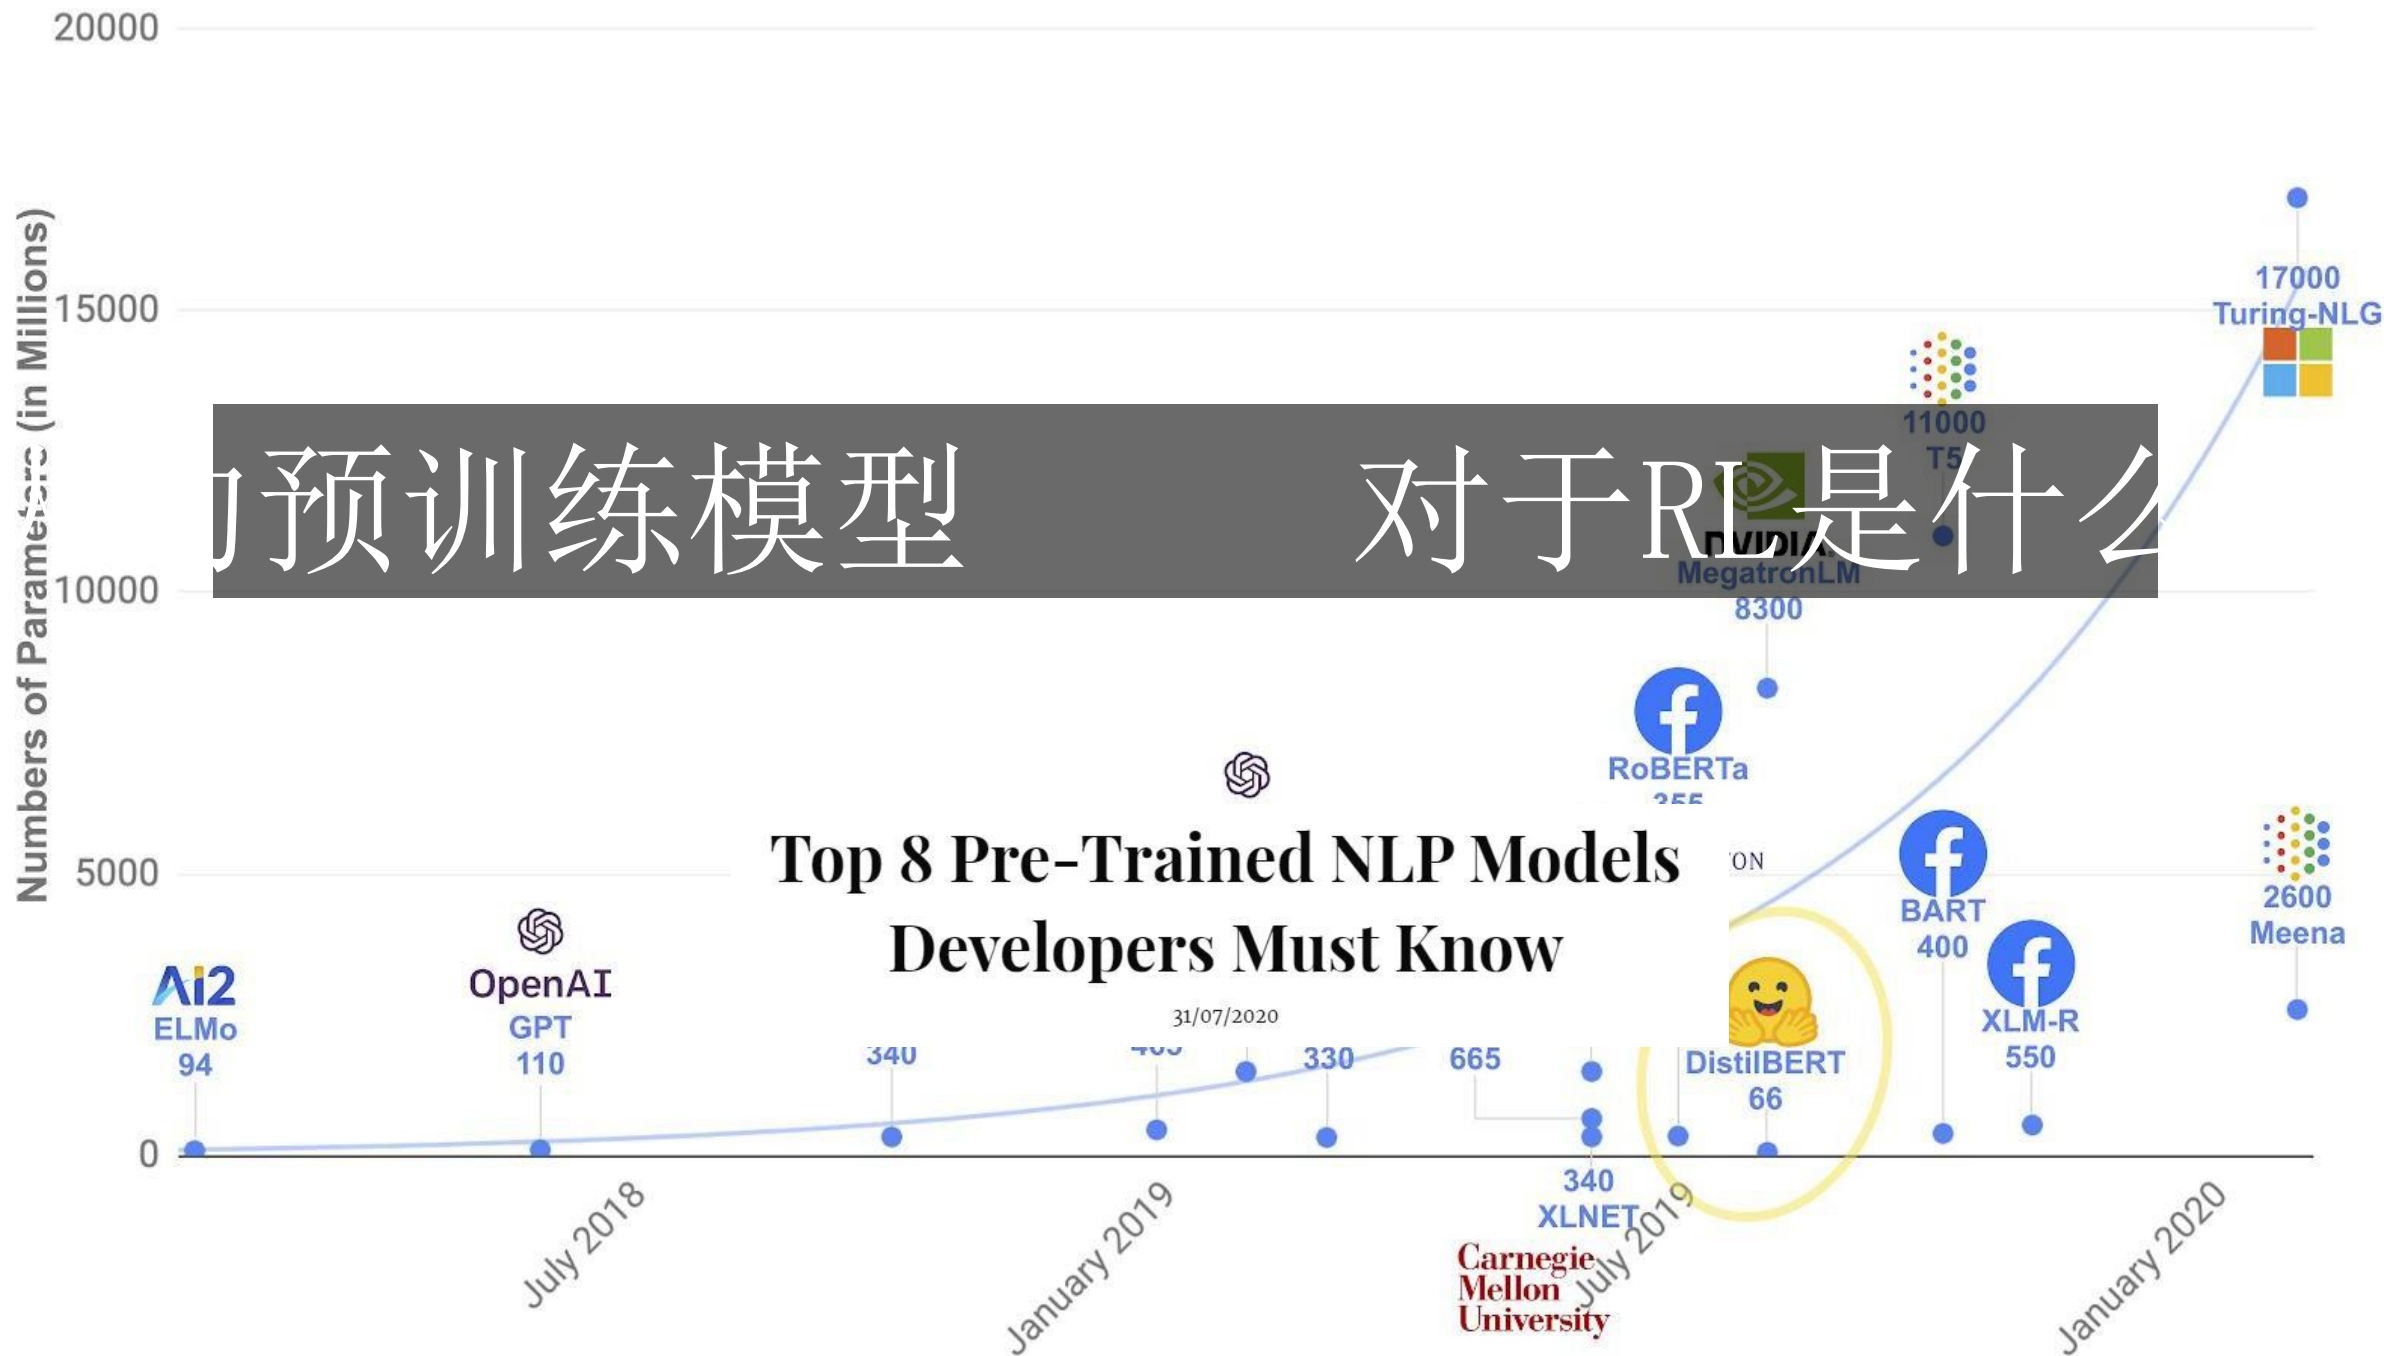 20000
15000
10000
5000
0
Numbers of Parameters (in Millions)
17000
Turing-NLG
11000
T5
预训练模型 对于RL是什么
NVIDIA
MegatronLM
8300
RoBERTa
355
Top 8 Pre-Trained NLP Models
Developers Must Know
31/07/2020
BART
400
2600
Meena
AI2
ELMo
94
OpenAI
GPT
110
340
465
330
665
DistilBERT
66
XLM-R
550
340
XLNET
Carnegie
Mellon
University
July 2018
January 2019
July 2019
January 2020